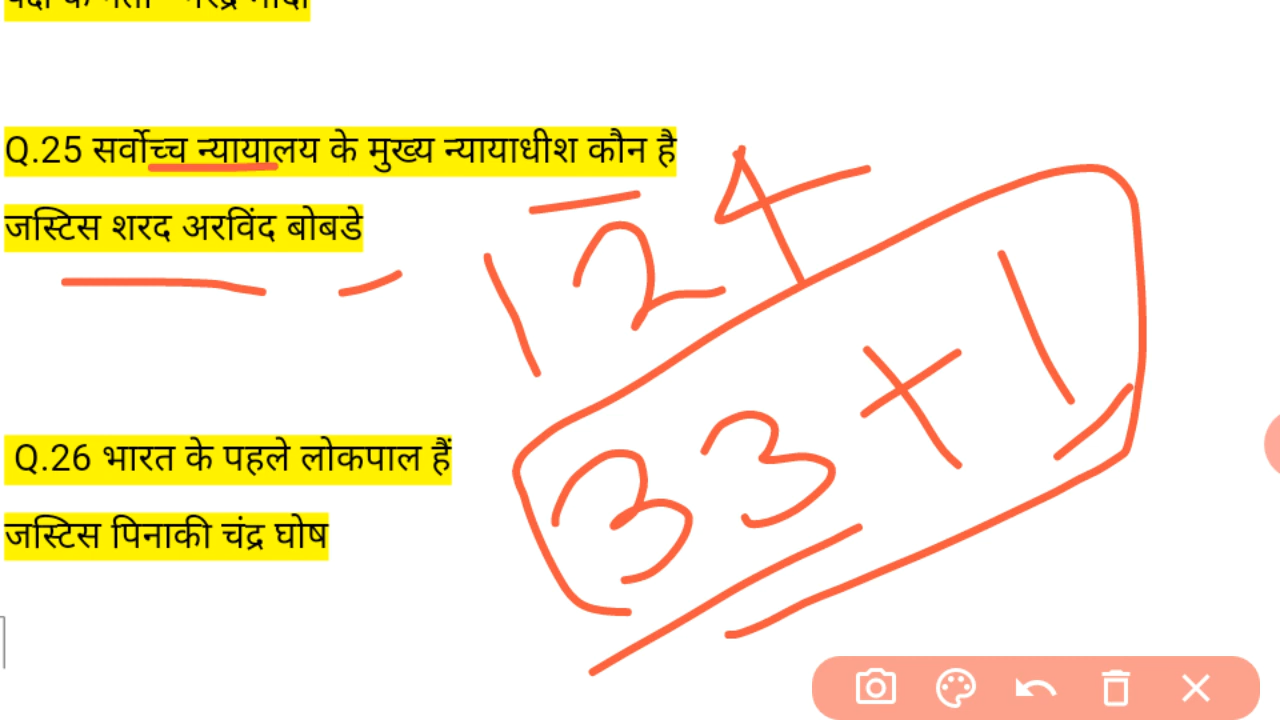 Q.25 सर्वोच्च न्यायालय के मुख्य न्यायाधीश कौन है
जस्टिस शरद अरविंद बोबडे
124
33+1
Q.26 भारत के पहले लोकपाल हैं
जस्टिस पिनाकी चंद्र घोष